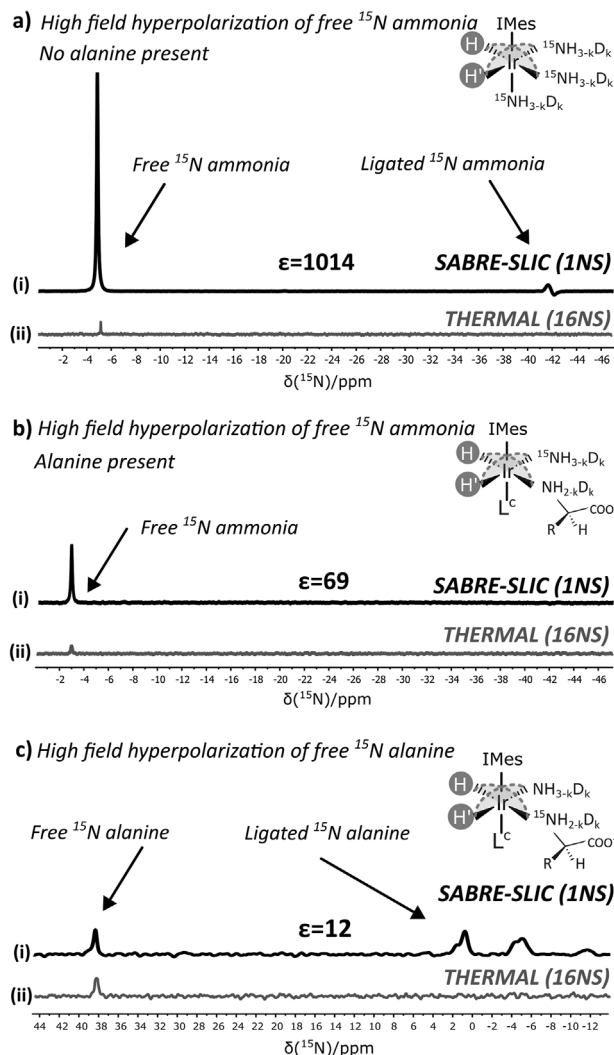 a) High field hyperpolarization of free ¹⁵N ammonia
No alanine present
IMes
H
Ir
¹⁵NH₃₋ₖDₖ
H'
¹⁵NH₃₋ₖDₖ
¹⁵NH₃₋ₖDₖ
Free ¹⁵N ammonia
Ligated ¹⁵N ammonia
ε=1014
SABRE-SLIC (1NS)
(i)
THERMAL (16NS)
(ii)
-2 -4 -6 -8 -10 -12 -14 -16 -18 -20 -22 -24 -26 -28 -30 -32 -34 -36 -38 -40 -42 -44 -46
δ(¹⁵N)/ppm
b) High field hyperpolarization of free ¹⁵N ammonia
Alanine present
IMes
H
Ir
¹⁵NH₃₋ₖDₖ
H'
NH₂₋ₖDₖ
Lᶜ
COO
R
H
Free ¹⁵N ammonia
ε=69
SABRE-SLIC (1NS)
(i)
THERMAL (16NS)
(ii)
-2 -4 -6 -8 -10 -12 -14 -16 -18 -20 -22 -24 -26 -28 -30 -32 -34 -36 -38 -40 -42 -44 -46
δ(¹⁵N)/ppm
c) High field hyperpolarization of free ¹⁵N alanine
IMes
H
Ir
NH₃₋ₖDₖ
H'
¹⁵NH₂₋ₖDₖ
Lᶜ
COO⁻
R
H
Free ¹⁵N alanine
Ligated ¹⁵N alanine
SABRE-SLIC (1NS)
ε=12
(i)
THERMAL (16NS)
(ii)
44 42 40 38 36 34 32 30 28 26 24 22 20 18 16 14 12 10 8 6 4 2 0 -2 -4 -6 -8 -10 -12
δ(¹⁵N)/ppm